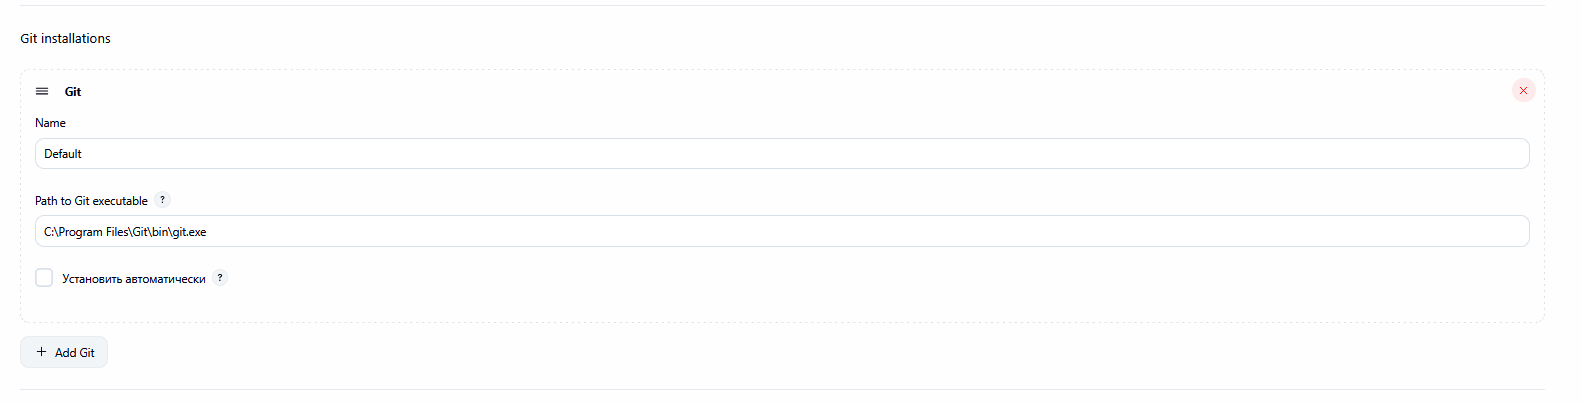 Git installations
Git
Name
Default
Path to Git executable ?
C:\Program Files\Git\bin\git.exe
Установить автоматически ?
Add Git